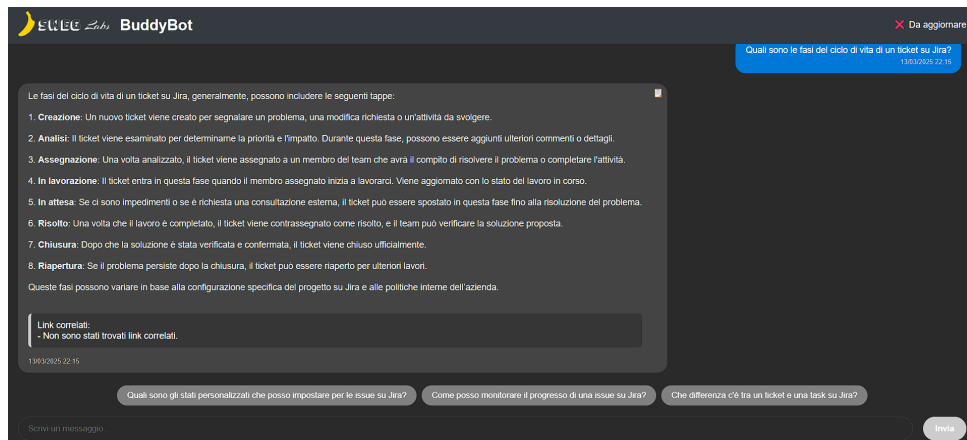 SWEG Labs BuddyBot
❌ Da aggiornare
Quali sono le fasi del ciclo di vita di un ticket su Jira?
13/03/2025 22:15
Le fasi del ciclo di vita di un ticket su Jira, generalmente, possono includere le seguenti tappe:
1. Creazione: Un nuovo ticket viene creato per segnalare un problema, una modifica richiesta o un'attività da svolgere.
2. Analisi: Il ticket viene esaminato per determinarne la priorità e l'impatto. Durante questa fase, possono essere aggiunti ulteriori commenti o dettagli.
3. Assegnazione: Una volta analizzato, il ticket viene assegnato a un membro del team che avrà il compito di risolvere il problema o completare l'attività.
4. In lavorazione: Il ticket entra in questa fase quando il membro assegnato inizia a lavorarci. Viene aggiornato con lo stato del lavoro in corso.
5. In attesa: Se ci sono impedimenti o se è richiesta una consultazione esterna, il ticket può essere spostato in questa fase fino alla risoluzione del problema.
6. Risolto: Una volta che il lavoro è completato, il ticket viene contrassegnato come risolto, e il team può verificare la soluzione proposta.
7. Chiusura: Dopo che la soluzione è stata verificata e confermata, il ticket viene chiuso ufficialmente.
8. Riapertura: Se il problema persiste dopo la chiusura, il ticket può essere riaperto per ulteriori lavori.
Queste fasi possono variare in base alla configurazione specifica del progetto su Jira e alle politiche interne dell'azienda.
Link correlati:
- Non sono stati trovati link correlati.
13/03/2025 22:15
Quali sono gli stati personalizzati che posso impostare per le issue su Jira?
Come posso monitorare il progresso di una issue su Jira?
Che differenza c'è tra un ticket e una task su Jira?
Scrivi un messaggio...
Invia